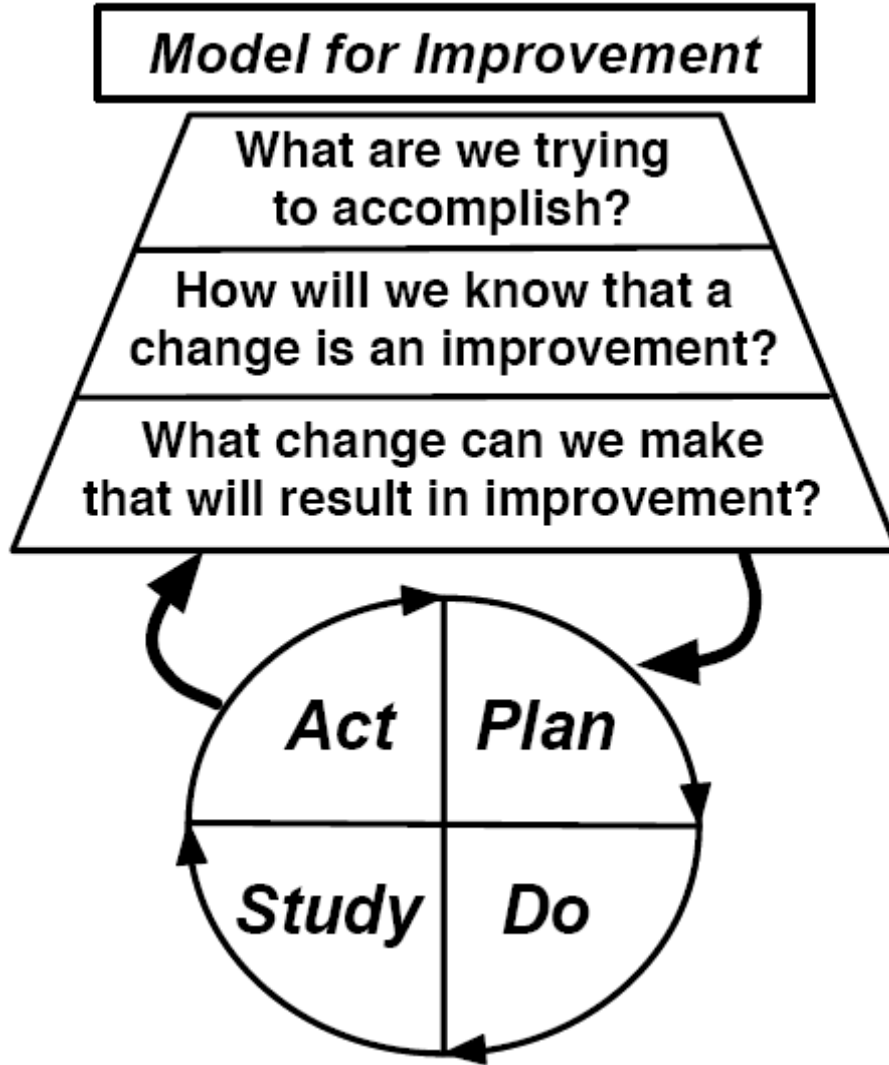 Model for Improvement
What are we trying
to accomplish?
How will we know that a
change is an improvement?
What change can we make
that will result in improvement?
Act
Plan
Study
Do